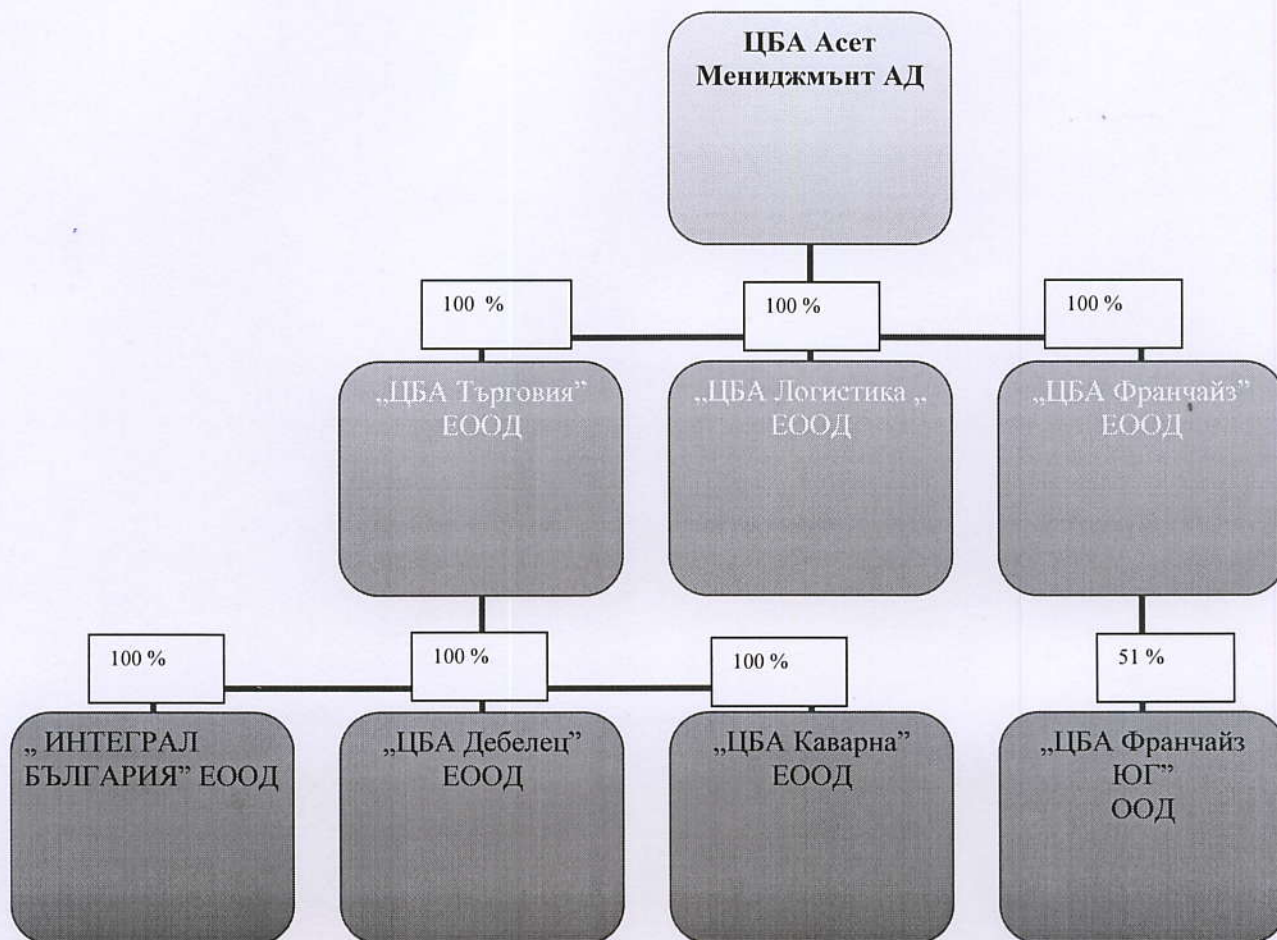 ЦБА Асет
Мениджмънт АД
100 %
100 %
100 %
„ЦБА Търговия”
ЕООД
„ЦБА Логистика „
ЕООД
„ЦБА Франчайз”
ЕООД
100 %
100 %
100 %
51 %
„ ИНТЕГРАЛ
БЪЛГАРИЯ” ЕООД
„ЦБА Дебелец”
ЕООД
„ЦБА Каварна”
ЕООД
„ЦБА Франчайз
ЮГ”
ООД